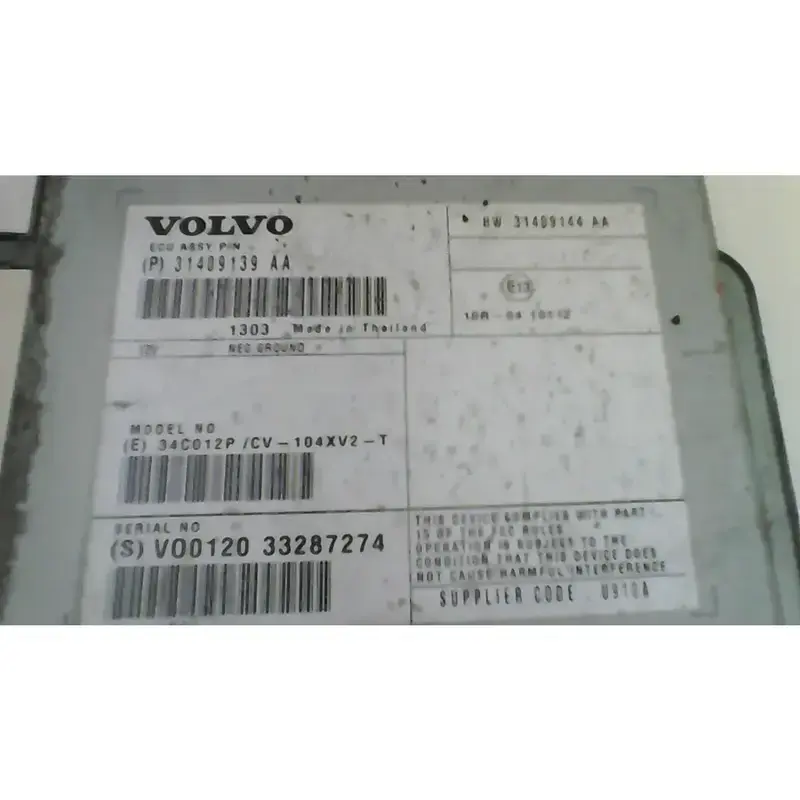 VOLVO
ECU ASSY P/N
(P) 31409139 AA
1303 Made in Thailand
HW 31409144 AA
E13
12V NEG GROUND
MODEL NO
(E) 34C012P /CV-104XV2-T
SERIAL NO
(S) V00120 33287274
THIS DEVICE COMPLIES WITH PART
15 OF THE FCC RULES
OPERATION IS SUBJECT TO THE
CONDITION THAT THIS DEVICE DOES
NOT CAUSE HARMFUL INTERFERENCE
SUPPLIER CODE : U910A